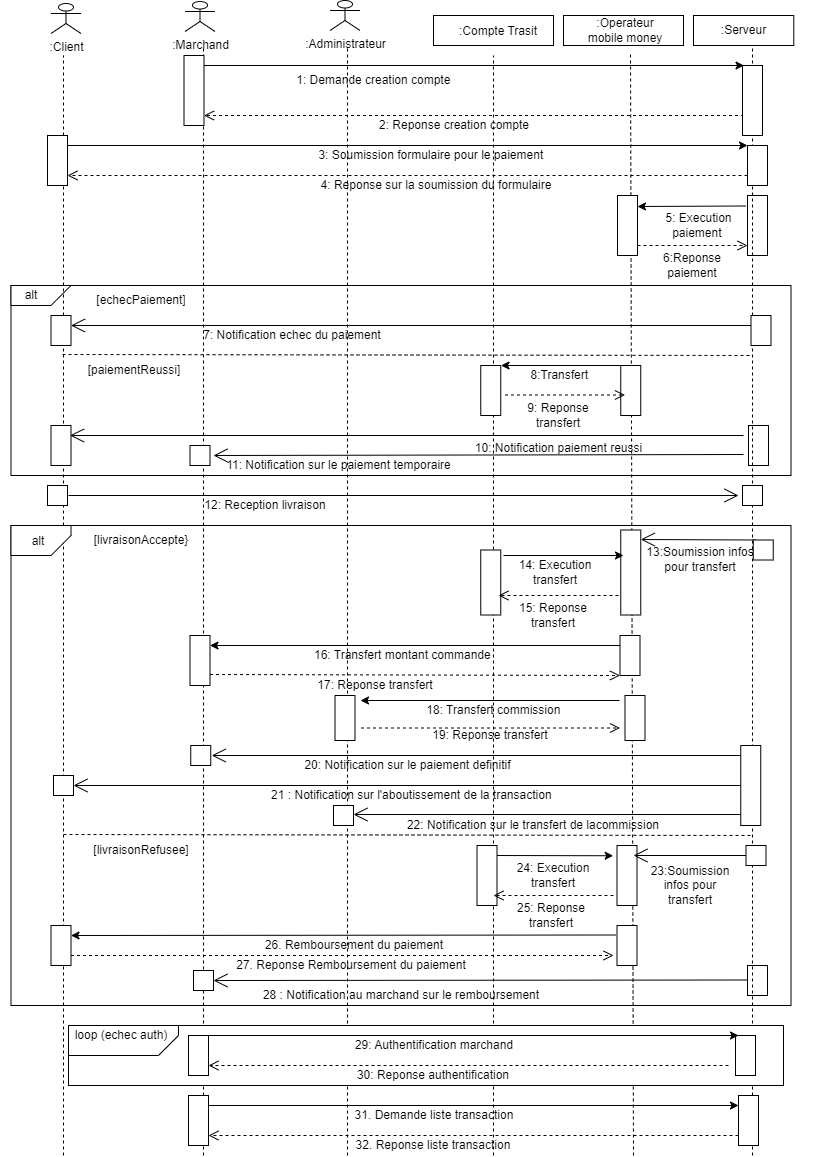 :Client
:Marchand
:Administrateur
:Compte Trasit
:Operateur
mobile money
:Serveur
1: Demande creation compte
2: Reponse creation compte
3: Soumission formulaire pour le paiement
4: Reponse sur la soumission du formulaire
5: Execution
paiement
6:Reponse
paiement
alt
[echecPaiement]
7: Notification echec du paiement
[paiementReussi]
8:Transfert
9: Reponse
transfert
10: Notification paiement reussi
11: Notification sur le paiement temporaire
12: Reception livraison
alt
[livraisonAccepte}
13:Soumission infos
pour transfert
14: Execution
transfert
15: Reponse
transfert
16: Transfert montant commande
17: Reponse transfert
18: Transfert commission
19: Reponse transfert
20: Notification sur le paiement definitif
21 : Notification sur l'aboutissement de la transaction
22: Notification sur le transfert de lacommission
[livraisonRefusee]
23:Soumission
infos pour
transfert
24: Execution
transfert
25: Reponse
transfert
26. Remboursement du paiement
27. Reponse Remboursement du paiement
28 : Notification au marchand sur le remboursement
loop (echec auth)
29: Authentification marchand
30: Reponse authentification
31. Demande liste transaction
32. Reponse liste transaction